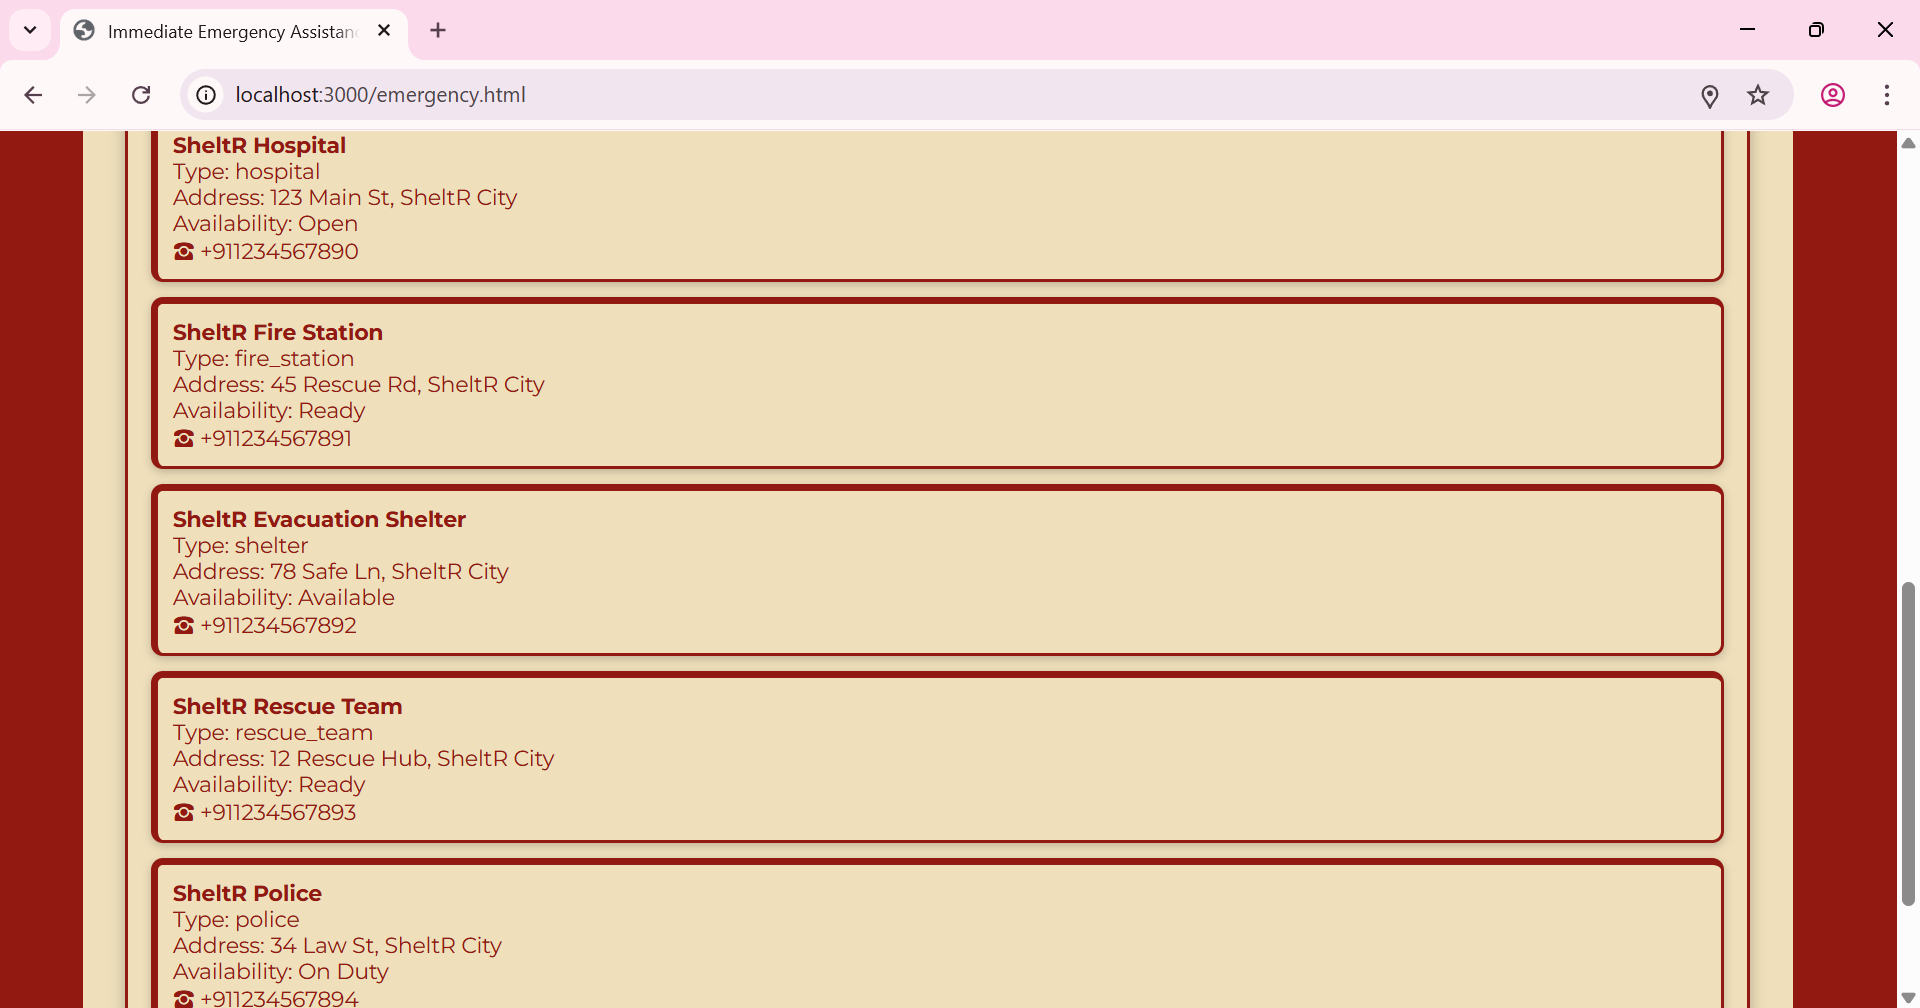 Immediate Emergency Assistan
localhost:3000/emergency.html
SheltR Hospital
Type: hospital
Address: 123 Main St, SheltR City
Availability: Open
☎ +911234567890
SheltR Fire Station
Type: fire_station
Address: 45 Rescue Rd, SheltR City
Availability: Ready
☎ +911234567891
SheltR Evacuation Shelter
Type: shelter
Address: 78 Safe Ln, SheltR City
Availability: Available
☎ +911234567892
SheltR Rescue Team
Type: rescue_team
Address: 12 Rescue Hub, SheltR City
Availability: Ready
☎ +911234567893
SheltR Police
Type: police
Address: 34 Law St, SheltR City
Availability: On Duty
☎ +911234567894